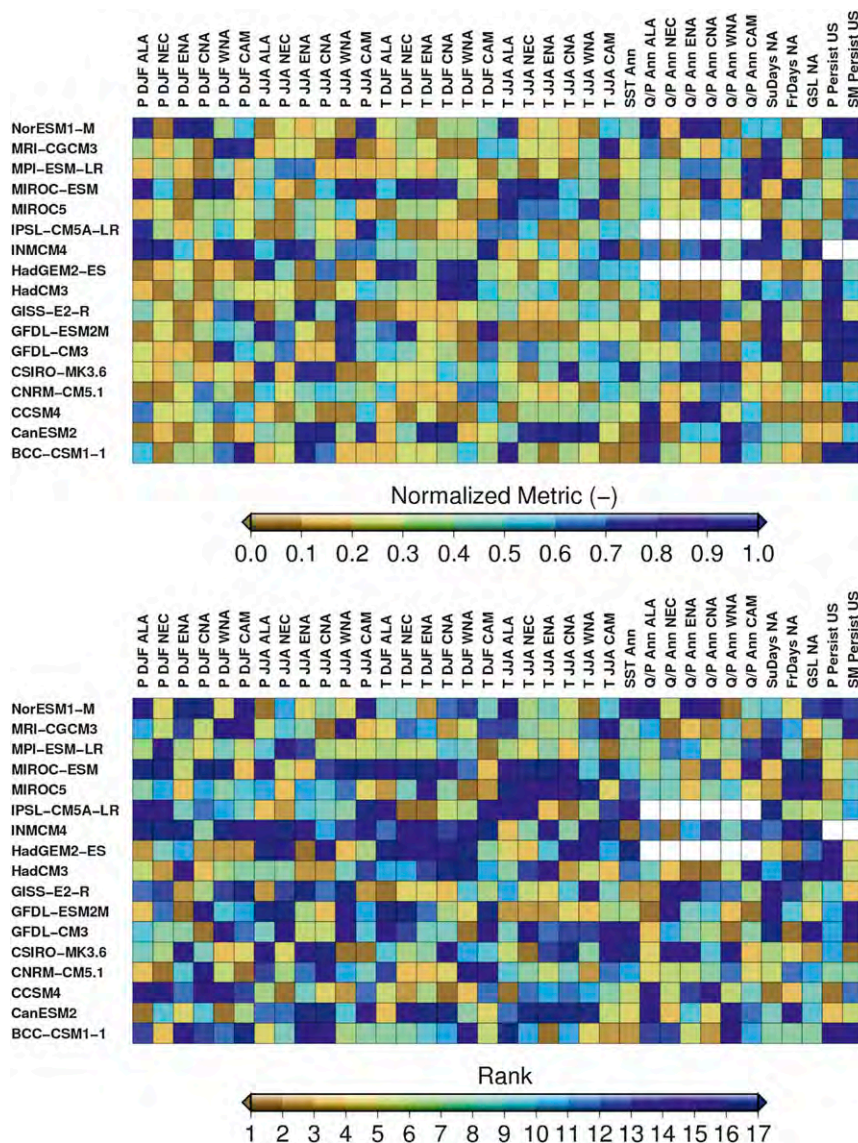 P DJF ALA
P DJF NEC
P DJF ENA
P DJF CNA
P DJF WNA
P DJF CAM
P JJA ALA
P JJA NEC
P JJA ENA
P JJA CNA
P JJA WNA
P JJA CAM
T DJF ALA
T DJF NEC
T DJF ENA
T DJF CNA
T DJF WNA
T DJF CAM
T JJA ALA
T JJA NEC
T JJA ENA
T JJA CNA
T JJA WNA
T JJA CAM
SST Ann
Q/P Ann ALA
Q/P Ann NEC
Q/P Ann ENA
Q/P Ann CNA
Q/P Ann WNA
Q/P Ann CAM
SuDays NA
FrDays NA
GSL NA
P Persist US
SM Persist US
NorESM1-M
MRI-CGCM3
MPI-ESM-LR
MIROC-ESM
MIROC5
IPSL-CM5A-LR
INMCM4
HadGEM2-ES
HadCM3
GISS-E2-R
GFDL-ESM2M
GFDL-CM3
CSIRO-MK3.6
CNRM-CM5.1
CCSM4
CanESM2
BCC-CSM1-1
Normalized Metric (-)
0.0 0.1 0.2 0.3 0.4 0.5 0.6 0.7 0.8 0.9 1.0
P DJF ALA
P DJF NEC
P DJF ENA
P DJF CNA
P DJF WNA
P DJF CAM
P JJA ALA
P JJA NEC
P JJA ENA
P JJA CNA
P JJA WNA
P JJA CAM
T DJF ALA
T DJF NEC
T DJF ENA
T DJF CNA
T DJF WNA
T DJF CAM
T JJA ALA
T JJA NEC
T JJA ENA
T JJA CNA
T JJA WNA
T JJA CAM
SST Ann
Q/P Ann ALA
Q/P Ann NEC
Q/P Ann ENA
Q/P Ann CNA
Q/P Ann WNA
Q/P Ann CAM
SuDays NA
FrDays NA
GSL NA
P Persist US
SM Persist US
NorESM1-M
MRI-CGCM3
MPI-ESM-LR
MIROC-ESM
MIROC5
IPSL-CM5A-LR
INMCM4
HadGEM2-ES
HadCM3
GISS-E2-R
GFDL-ESM2M
GFDL-CM3
CSIRO-MK3.6
CNRM-CM5.1
CCSM4
CanESM2
BCC-CSM1-1
Rank
1 2 3 4 5 6 7 8 9 10 11 12 13 14 15 16 17